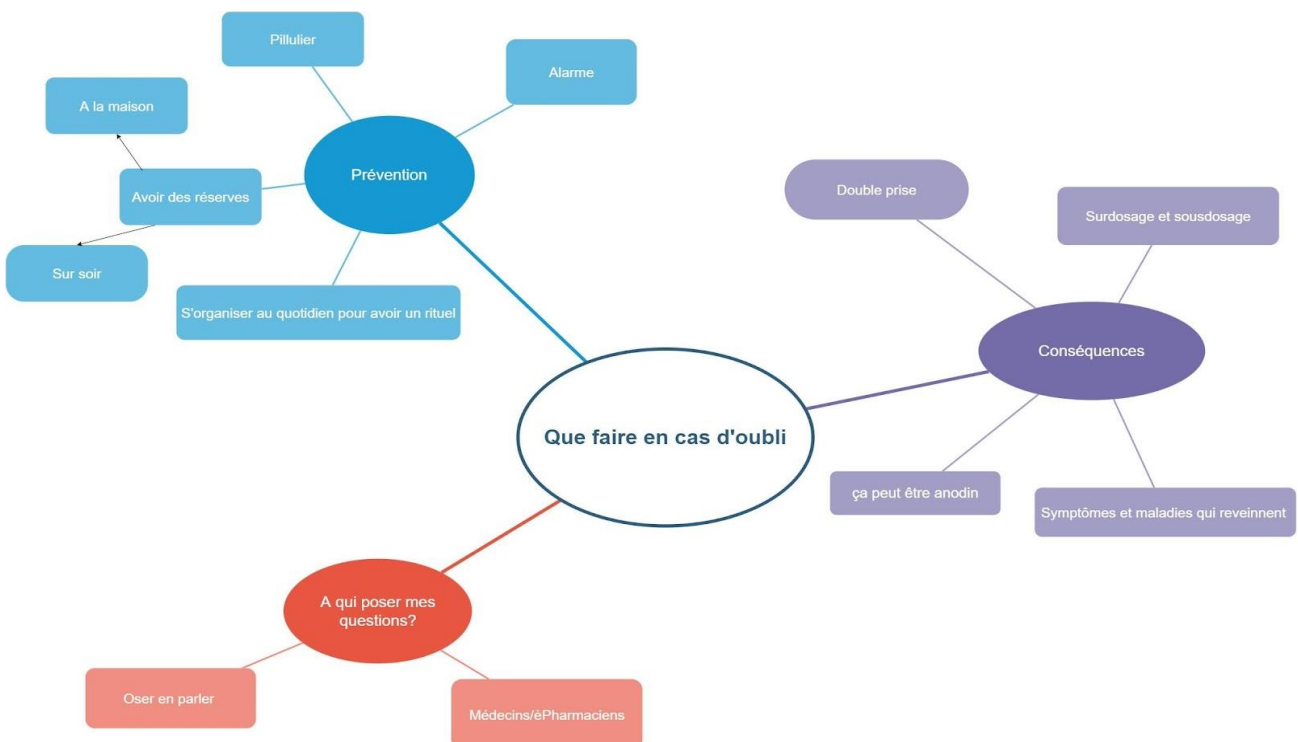 Pillulier
Alarme
A la maison
Prévention
Avoir des réserves
Sur soir
S'organiser au quotidien pour avoir un rituel
Double prise
Surdosage et sousdosage
Conséquences
ça peut être anodin
Symptômes et maladies qui reveinnent
Que faire en cas d'oubli
A qui poser mes
questions?
Oser en parler
Médecins/èPharmaciens